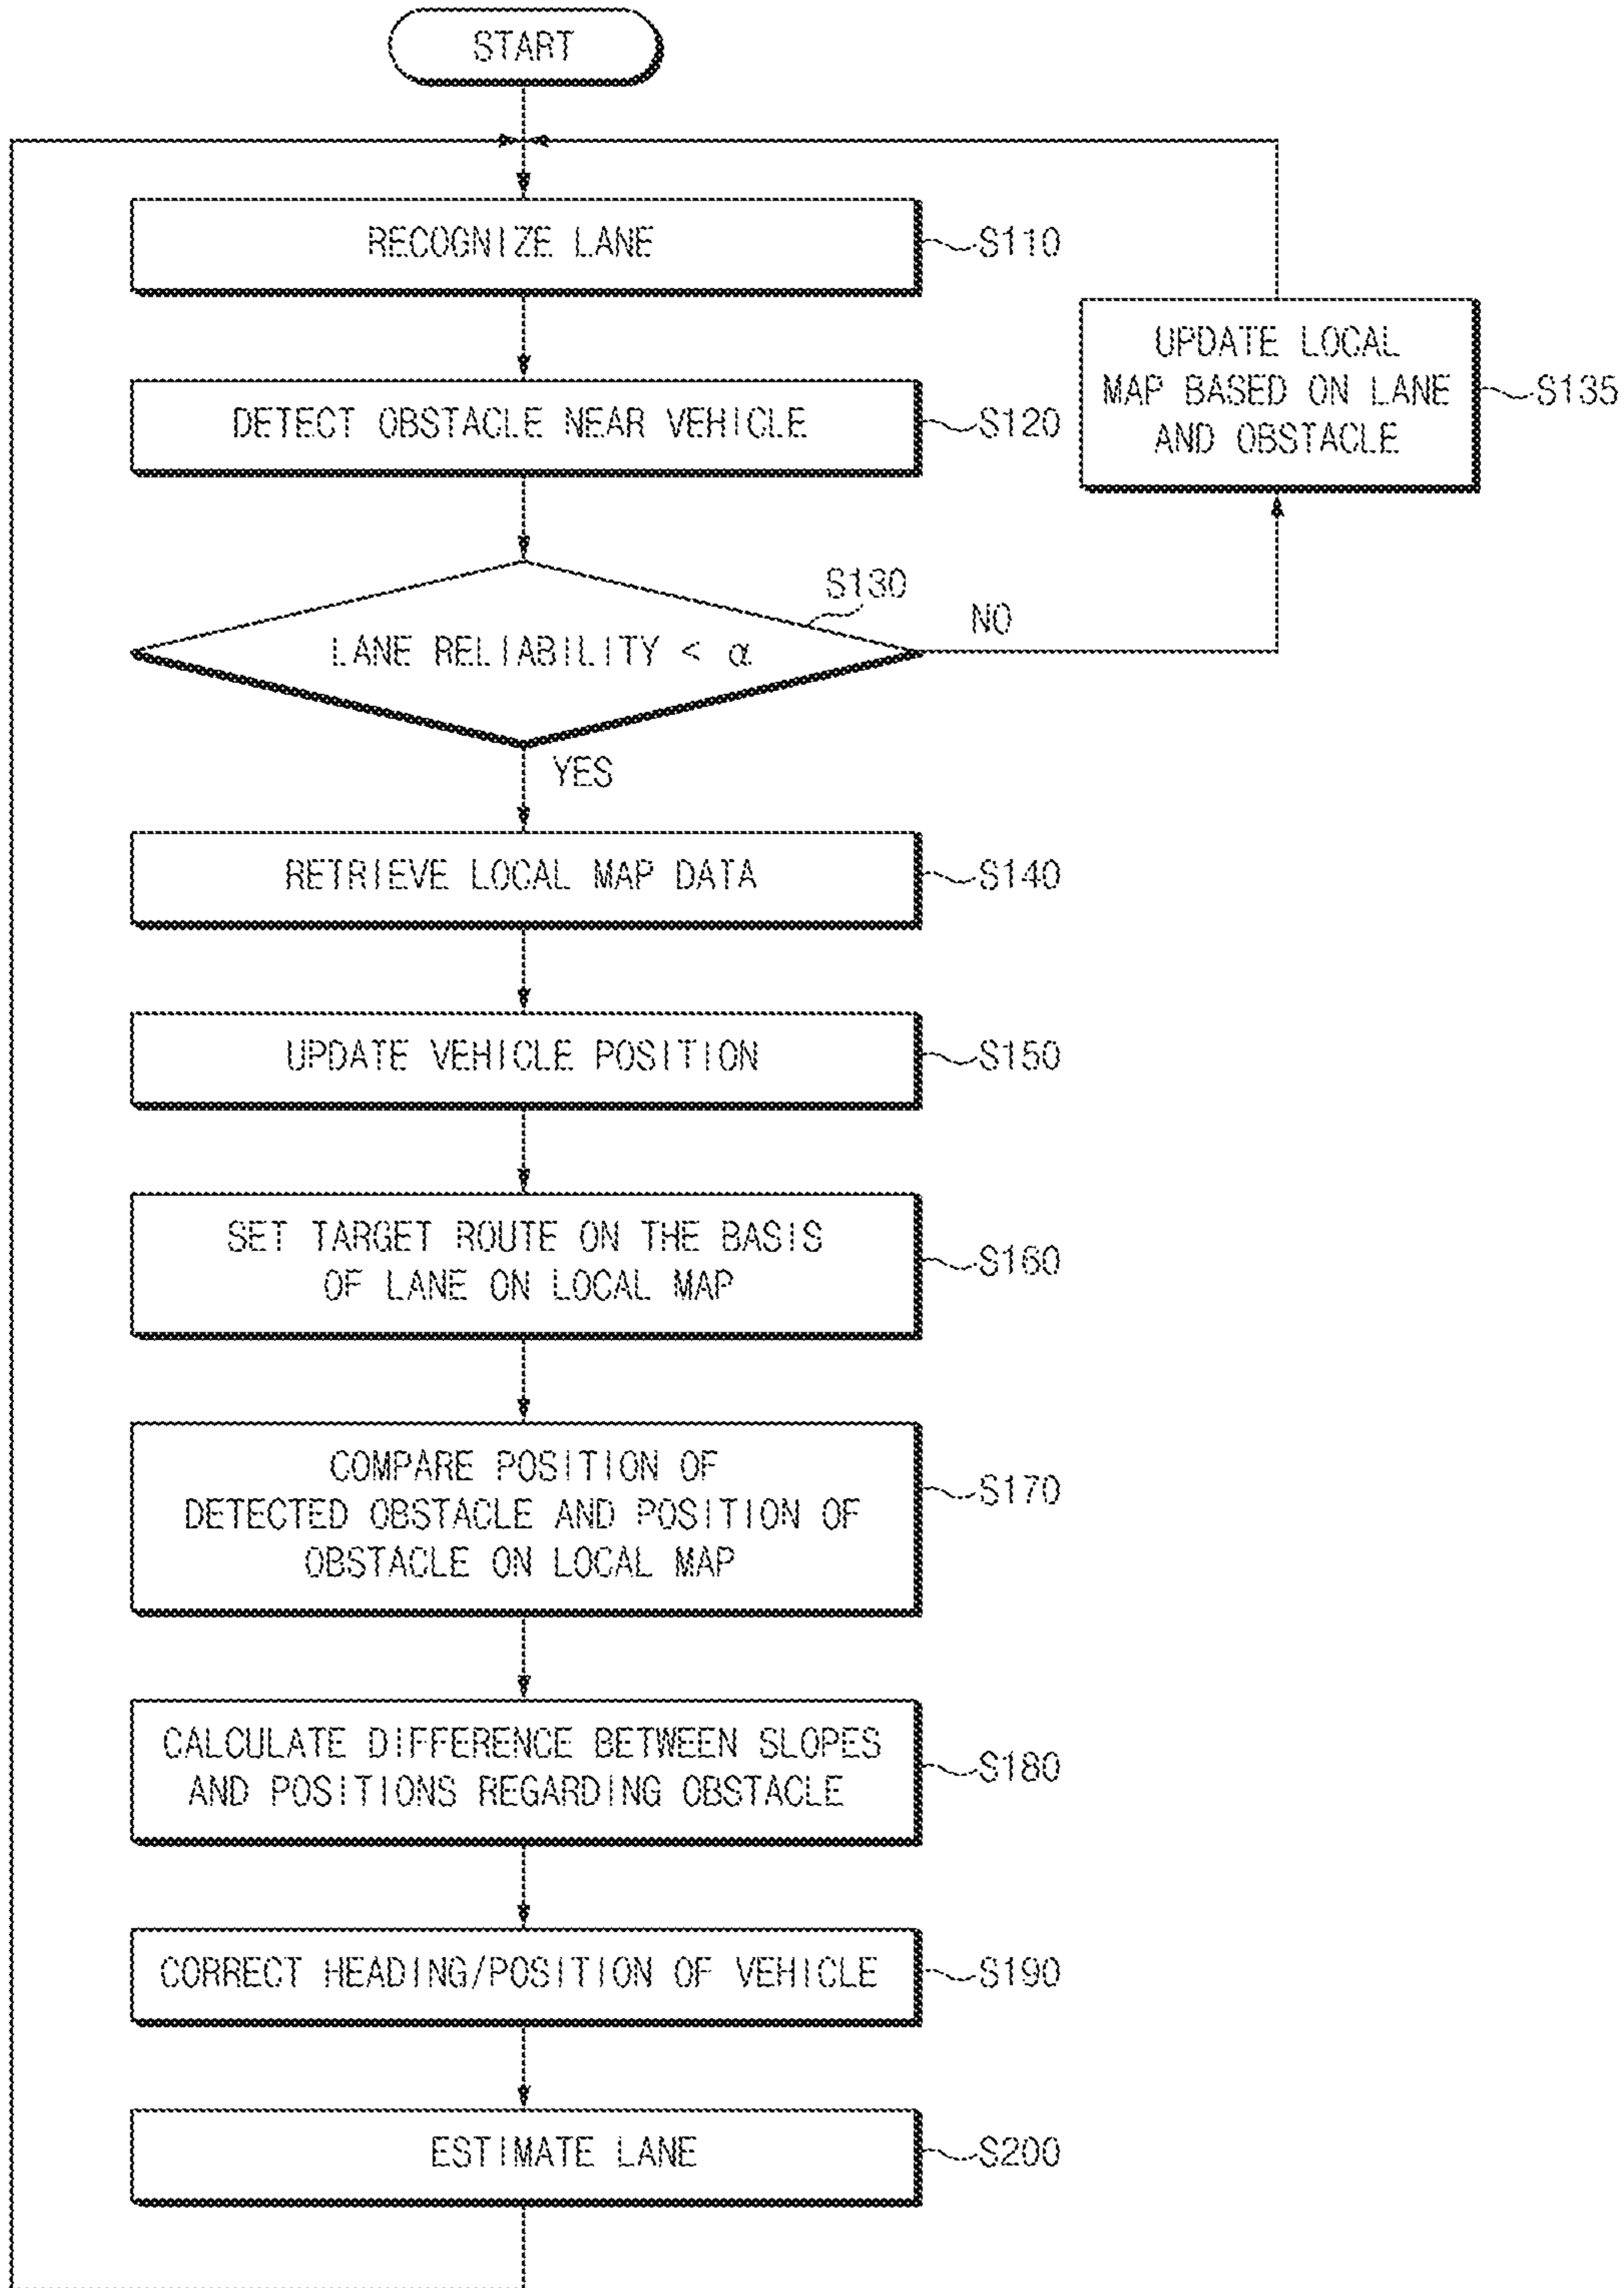 START
RECOGNIZE LANE
S110
UPDATE LOCAL
MAP BASED ON LANE
AND OBSTACLE
S135
DETECT OBSTACLE NEAR VEHICLE
S120
S130
LANE RELIABILITY < α
NO
YES
RETRIEVE LOCAL MAP DATA
S140
UPDATE VEHICLE POSITION
S150
SET TARGET ROUTE ON THE BASIS
OF LANE ON LOCAL MAP
S160
COMPARE POSITION OF
DETECTED OBSTACLE AND POSITION OF
OBSTACLE ON LOCAL MAP
S170
CALCULATE DIFFERENCE BETWEEN SLOPES
AND POSITIONS REGARDING OBSTACLE
S180
CORRECT HEADING/POSITION OF VEHICLE
S190
ESTIMATE LANE
S200